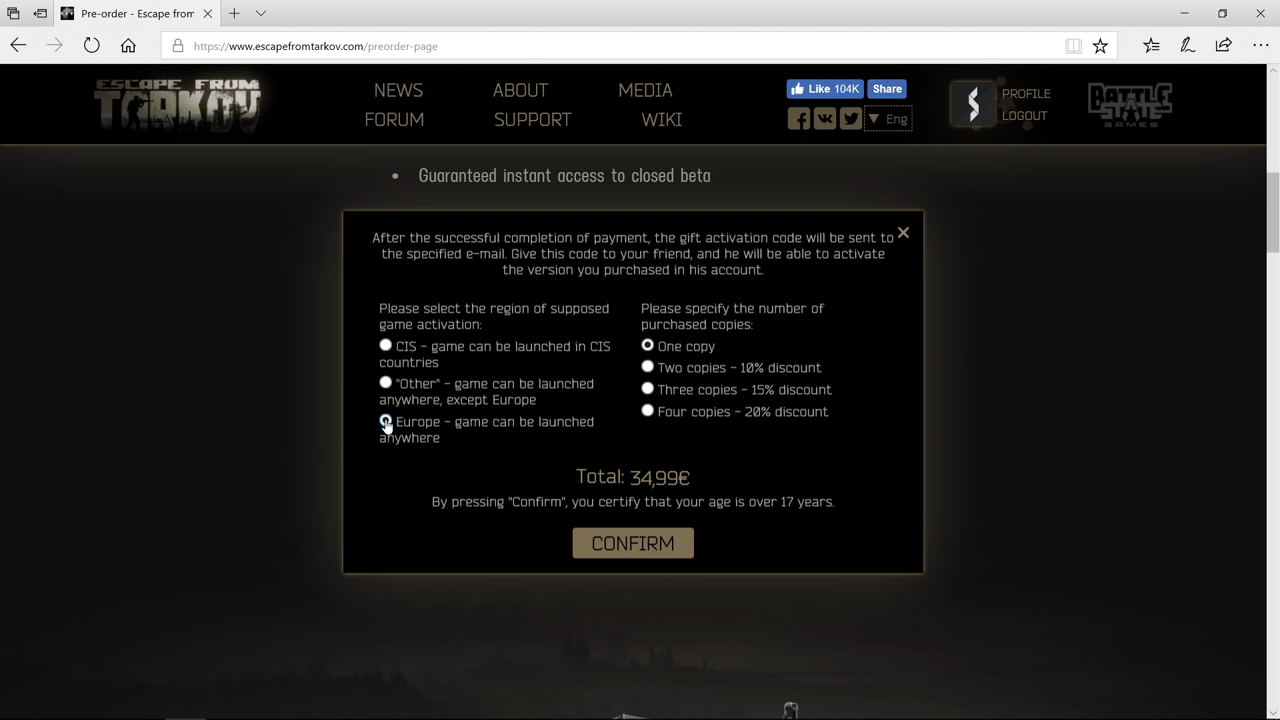 Pre-order - Escape from
https://www.escapefromtarkov.com/preorder-page
ESCAPE FROM
TARKOV
NEWS
ABOUT
MEDIA
FORUM
SUPPORT
WIKI
Like 104K
Share
Eng
PROFILE
LOGOUT
BATTLE
STATE
GAMES
• Guaranteed instant access to closed beta
After the successful completion of payment, the gift activation code will be sent to
the specified e-mail. Give this code to your friend, and he will be able to activate
the version you purchased in his account.
Please select the region of supposed
game activation:
CIS - game can be launched in CIS
countries
"Other" - game can be launched
anywhere, except Europe
Europe - game can be launched
anywhere
Please specify the number of
purchased copies:
One copy
Two copies - 10% discount
Three copies - 15% discount
Four copies - 20% discount
Total: 34,99€
By pressing "Confirm", you certify that your age is over 17 years.
CONFIRM